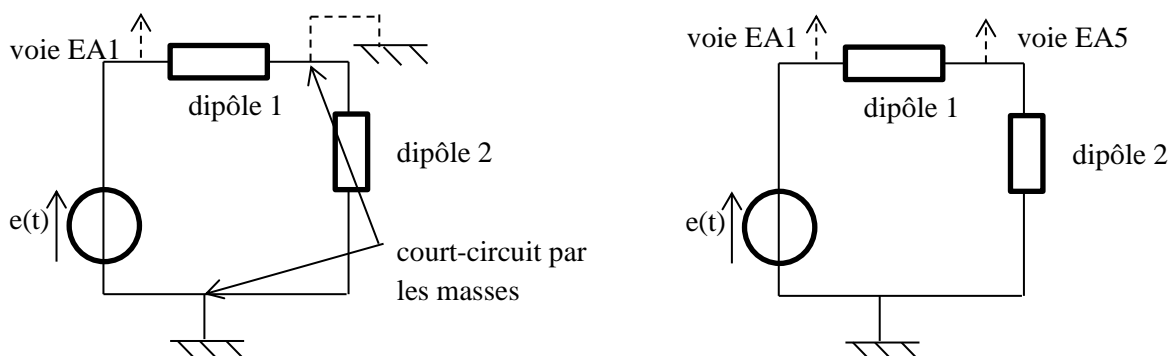 voie EA1
dipôle 1
dipôle 2
e(t)
court-circuit par
les masses
voie EA1
voie EA5
dipôle 1
dipôle 2
e(t)